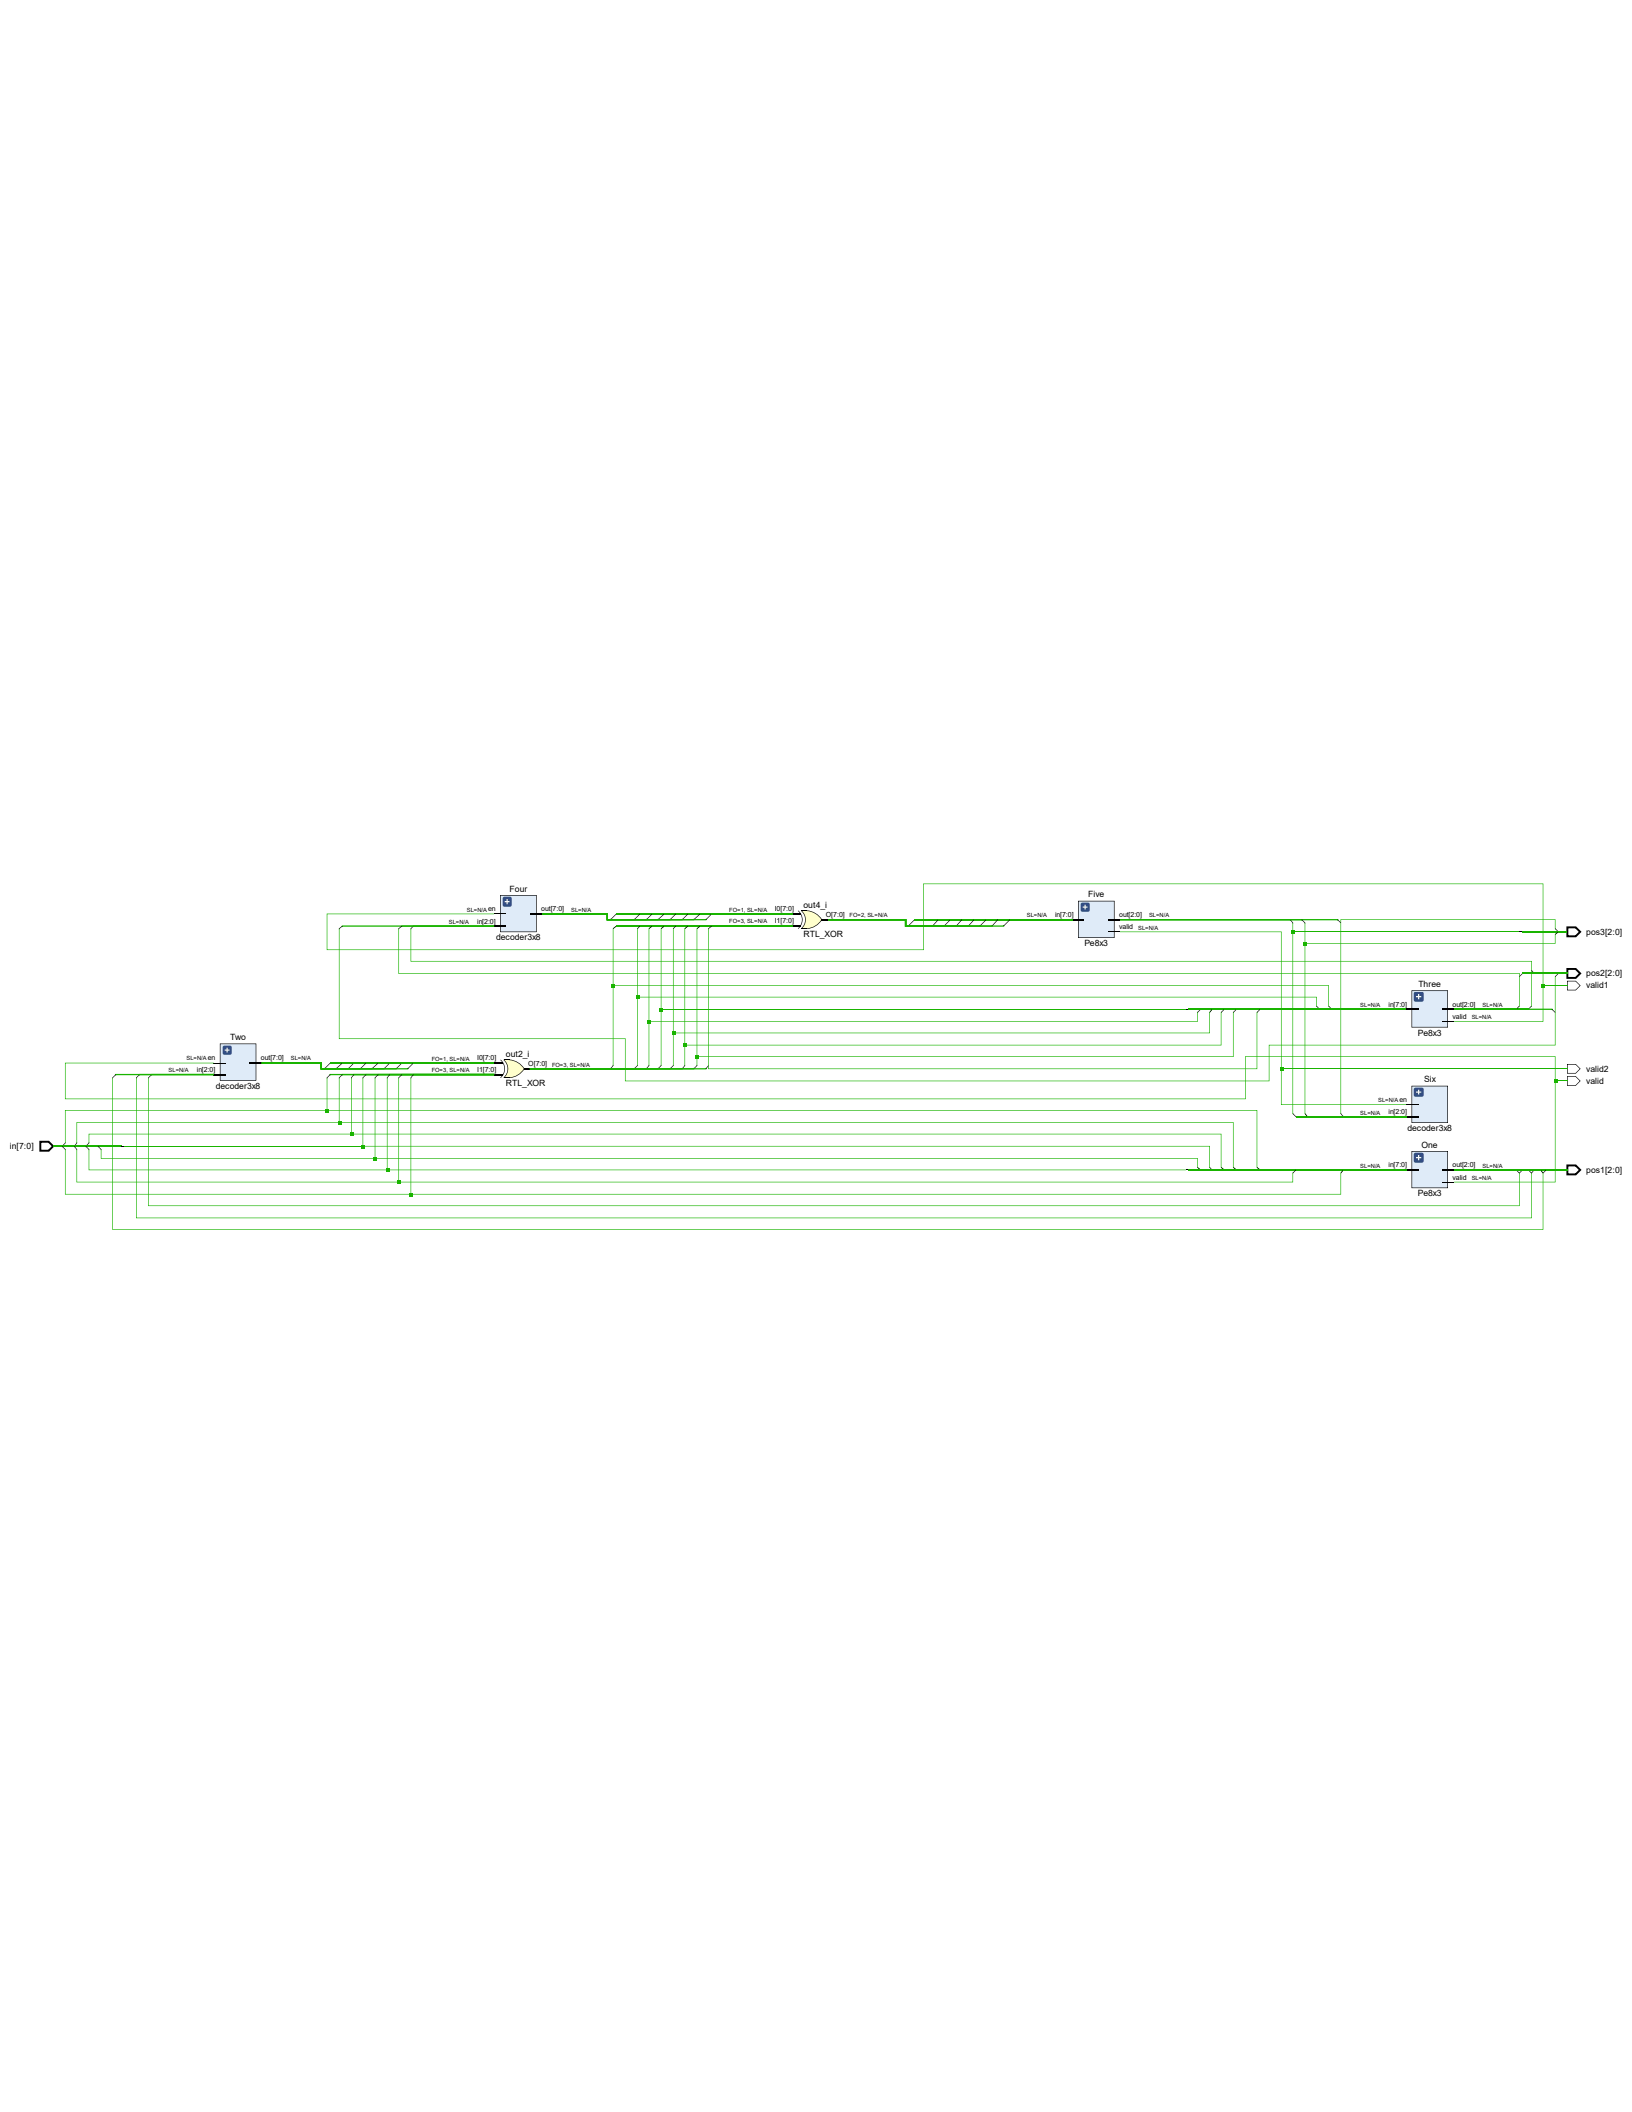 Four
SL=N/A en
SL=N/A in[2:0]
out[7:0] SL=N/A
decoder3x8
out4_i
FO=1, SL=N/A I0[7:0]
FO=3, SL=N/A I1[7:0]
O[7:0] FO=2, SL=N/A
RTL_XOR
Five
SL=N/A in[7:0]
out[2:0] SL=N/A
valid SL=N/A
Pe8x3
pos3[2:0]
pos2[2:0]
valid1
Three
SL=N/A in[7:0]
out[2:0] SL=N/A
valid SL=N/A
Pe8x3
Two
SL=N/A en
SL=N/A in[2:0]
out[7:0] SL=N/A
decoder3x8
out2_i
FO=1, SL=N/A I0[7:0]
FO=3, SL=N/A I1[7:0]
O[7:0] FO=3, SL=N/A
RTL_XOR
valid2
valid
Six
SL=N/A en
SL=N/A in[2:0]
decoder3x8
in[7:0]
One
SL=N/A in[7:0]
out[2:0] SL=N/A
valid SL=N/A
Pe8x3
pos1[2:0]